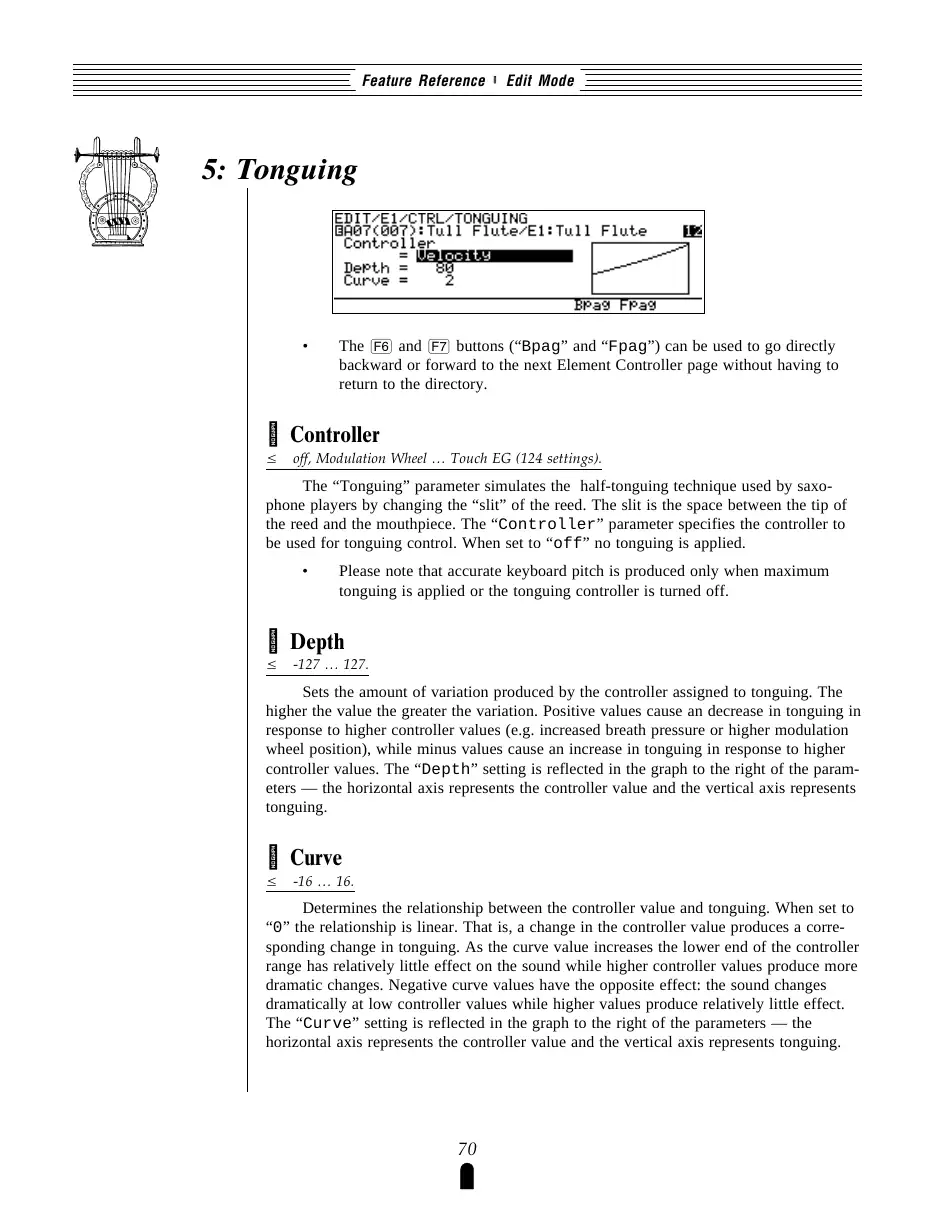 Feature Reference Edit Mode
5: Tonguing
EDIT/E1/CTRL/TONGUING
EA07(007):Tull Flute/E1:Tull Flute 12
Controller
= Velocity
Depth = 80
Curve = 2
Bpag Fpag
• The F6 and F7 buttons (“Bpag” and “Fpag”) can be used to go directly
backward or forward to the next Element Controller page without having to
return to the directory.
NO GRAPH Controller
≤ off, Modulation Wheel … Touch EG (124 settings).
The “Tonguing” parameter simulates the half-tonguing technique used by saxo-
phone players by changing the “slit” of the reed. The slit is the space between the tip of
the reed and the mouthpiece. The “Controller” parameter specifies the controller to
be used for tonguing control. When set to “off” no tonguing is applied.
• Please note that accurate keyboard pitch is produced only when maximum
tonguing is applied or the tonguing controller is turned off.
NO GRAPH Depth
≤ -127 … 127.
Sets the amount of variation produced by the controller assigned to tonguing. The
higher the value the greater the variation. Positive values cause an decrease in tonguing in
response to higher controller values (e.g. increased breath pressure or higher modulation
wheel position), while minus values cause an increase in tonguing in response to higher
controller values. The “Depth” setting is reflected in the graph to the right of the param-
eters — the horizontal axis represents the controller value and the vertical axis represents
tonguing.
NO GRAPH Curve
≤ -16 … 16.
Determines the relationship between the controller value and tonguing. When set to
“0” the relationship is linear. That is, a change in the controller value produces a corre-
sponding change in tonguing. As the curve value increases the lower end of the controller
range has relatively little effect on the sound while higher controller values produce more
dramatic changes. Negative curve values have the opposite effect: the sound changes
dramatically at low controller values while higher values produce relatively little effect.
The “Curve” setting is reflected in the graph to the right of the parameters — the
horizontal axis represents the controller value and the vertical axis represents tonguing.
70